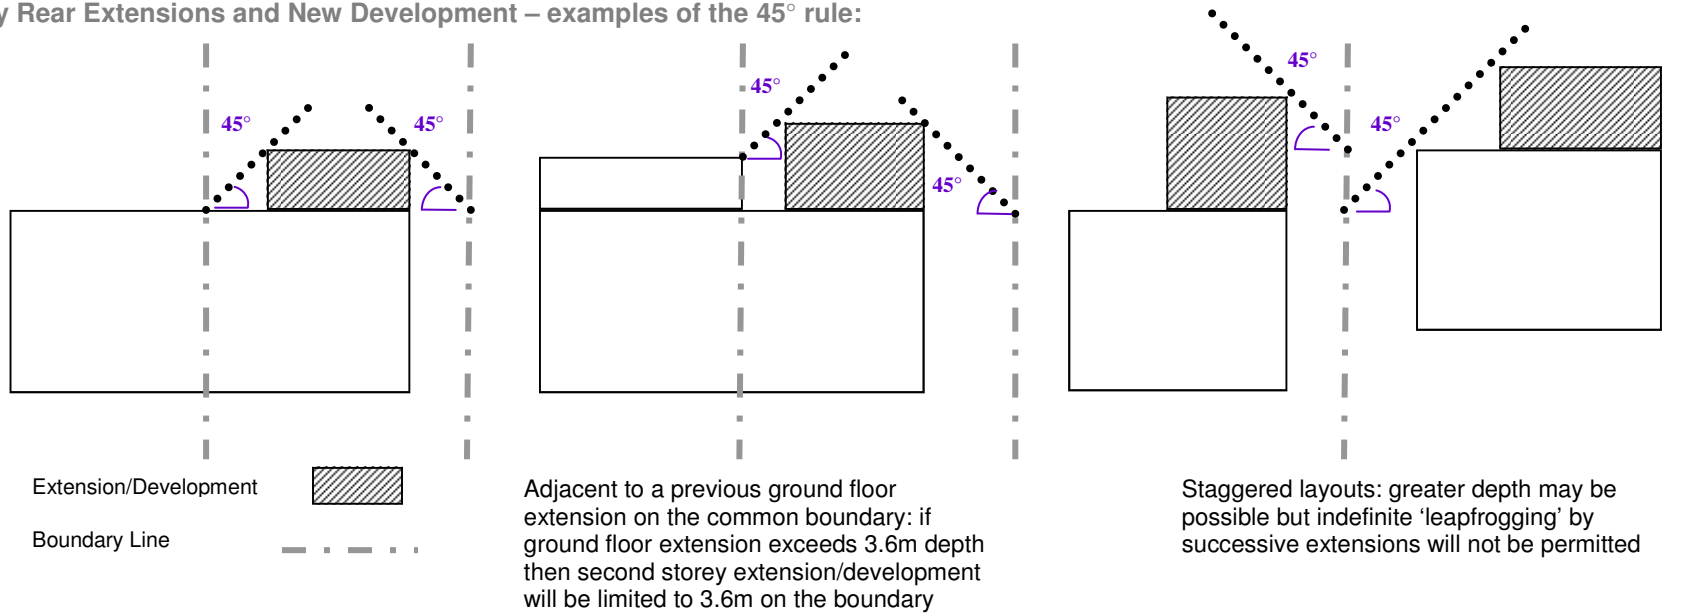 y Rear Extensions and New Development – examples of the 45° rule:
45°
45°
45°
45°
45°
45°
Extension/Development
Boundary Line
Adjacent to a previous ground floor
extension on the common boundary: if
ground floor extension exceeds 3.6m depth
then second storey extension/development
will be limited to 3.6m on the boundary
Staggered layouts: greater depth may be
possible but indefinite ‘leapfrogging’ by
successive extensions will not be permitted